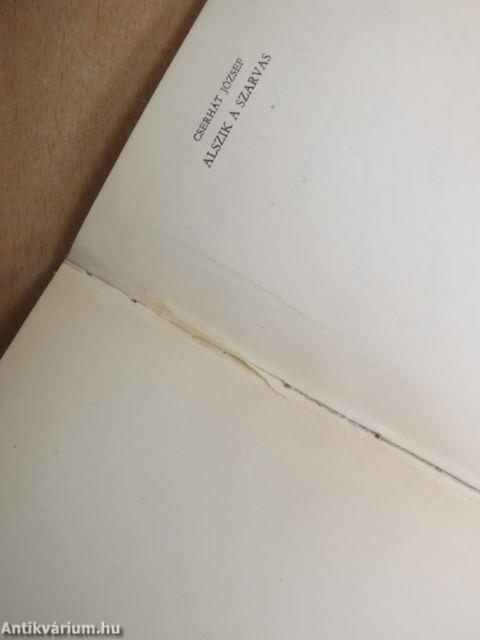 CSERHÁT JÓZSEF
ALSZIK A SZARVAS
Antikvárium.hu